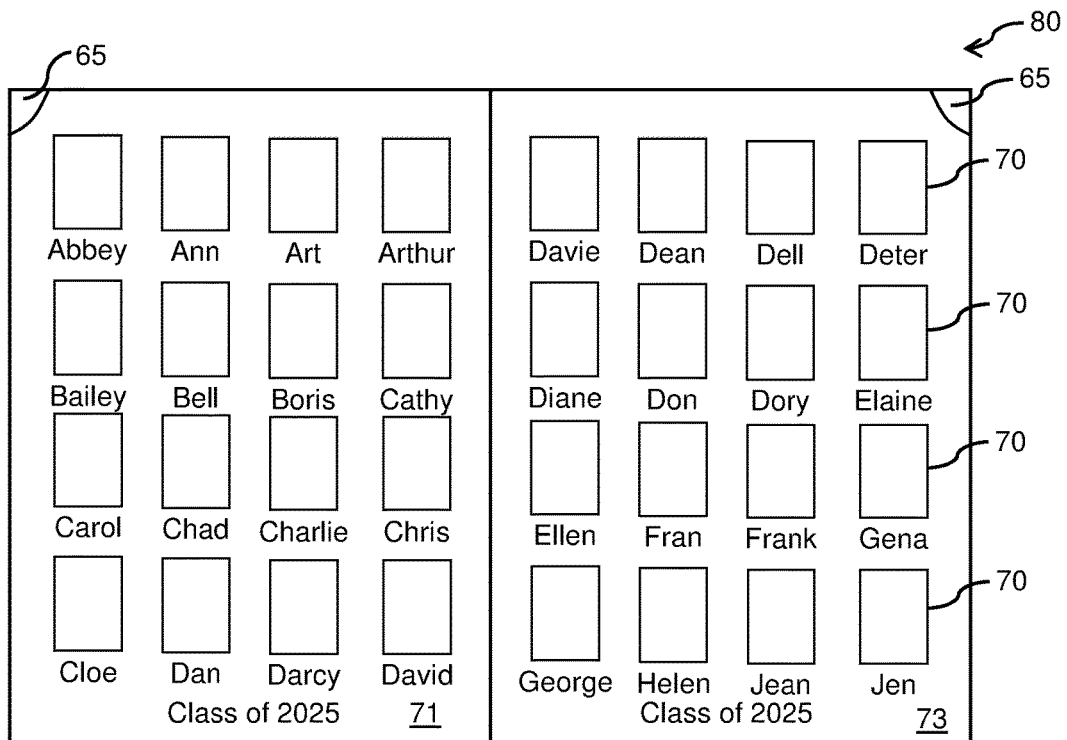 80
65
65
70
Abbey Ann Art Arthur
Davie Dean Dell Deter
70
Bailey Bell Boris Cathy
Diane Don Dory Elaine
70
Carol Chad Charlie Chris
Ellen Fran Frank Gena
70
Cloe Dan Darcy David
George Helen Jean Jen
Class of 2025 71
Class of 2025 73